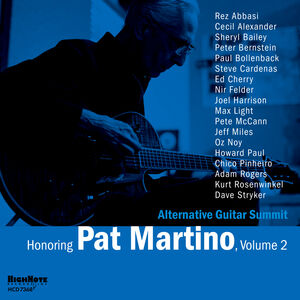 Rez Abbasi
Cecil Alexander
Sheryl Bailey
Peter Bernstein
Paul Bollenback
Steve Cardenas
Ed Cherry
Nir Felder
Joel Harrison
Max Light
Pete McCann
Jeff Miles
Oz Noy
Howard Paul
Chico Pinheiro
Adam Rogers
Kurt Rosenwinkel
Dave Stryker
Alternative Guitar Summit
Honoring Pat Martino, Volume 2
HIGHNOTE
RECORDS
HCD7368